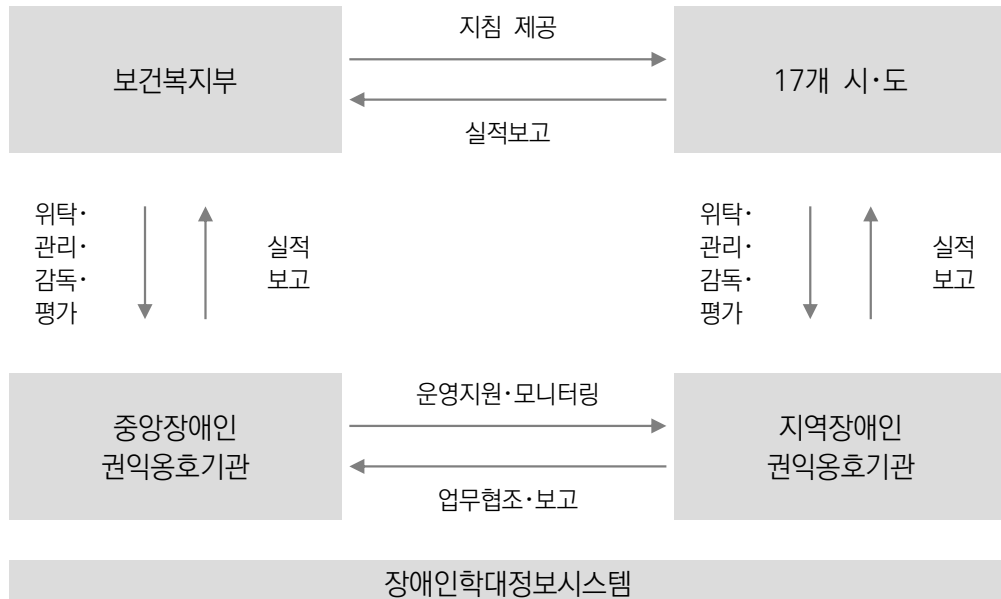 지침 제공
보건복지부
17개 시·도
실적보고
위탁·
관리·
감독·
평가
실적
보고
위탁·
관리·
감독·
평가
실적
보고
운영지원·모니터링
중앙장애인
권익옹호기관
지역장애인
권익옹호기관
업무협조·보고
장애인학대정보시스템